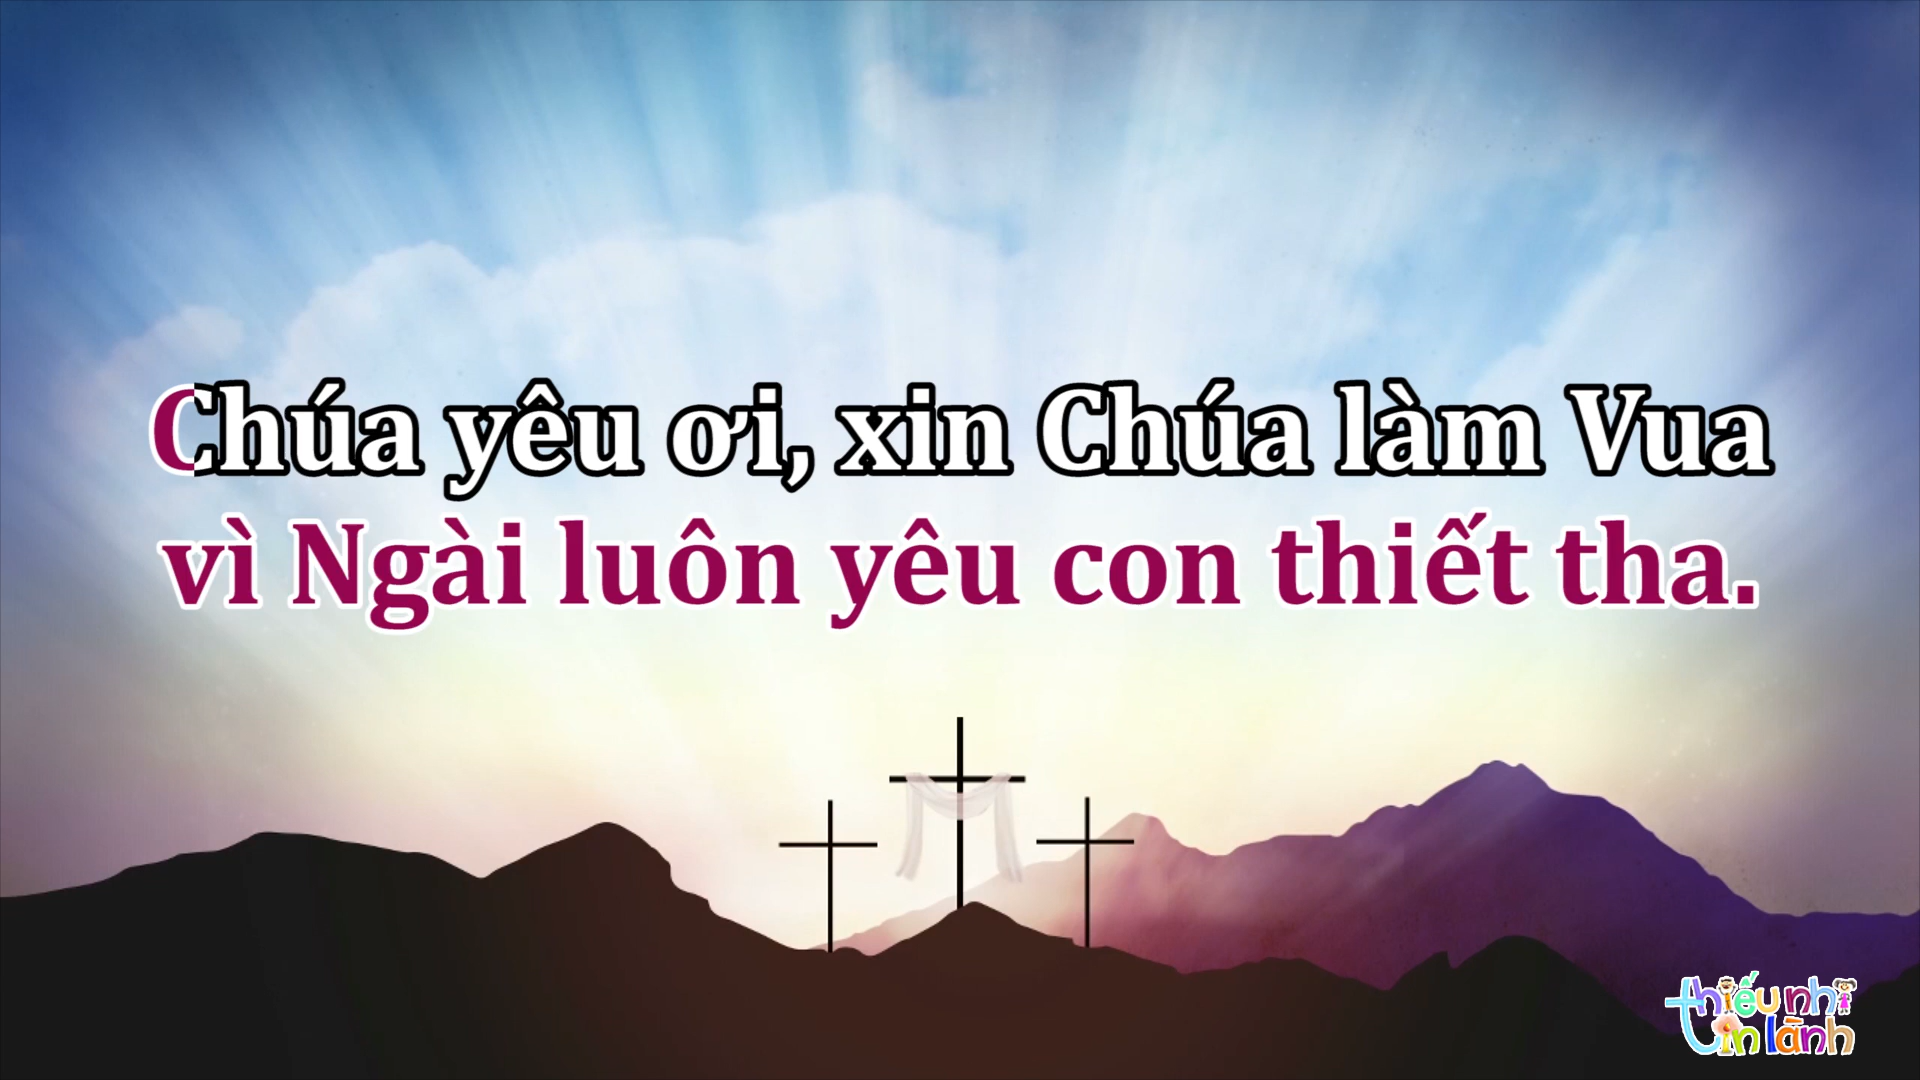 Chúa yêu ơi, xin Chúa làm Vua
vì Ngài luôn yêu con thiết tha.
thiếu nhi
tin lành